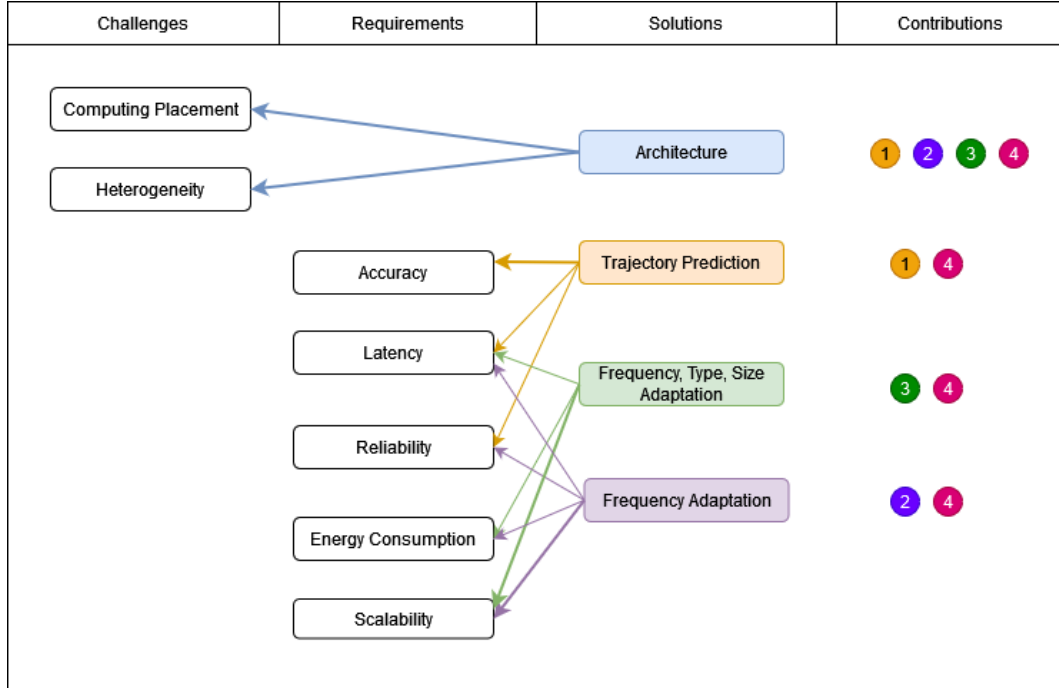 Challenges
Requirements
Solutions
Contributions
Computing Placement
Architecture
1 2 3 4
Heterogeneity
Accuracy
Trajectory Prediction
1 4
Latency
Frequency, Type, Size
Adaptation
3 4
Reliability
Frequency Adaptation
2 4
Energy Consumption
Scalability